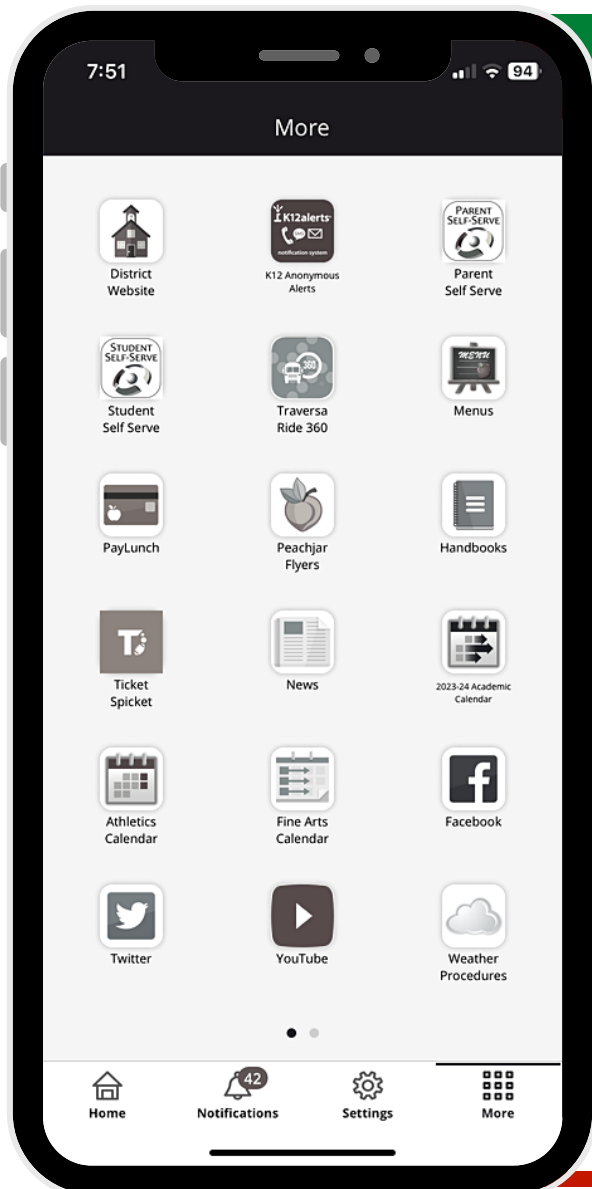 7:51
94
More
K12alerts
notification system
PARENT
SELF-SERVE
District
Website
K12 Anonymous
Alerts
Parent
Self Serve
STUDENT
SELF-SERVE
360
MENU
Student
Self Serve
Traversa
Ride 360
Menus
PayLunch
Peachjar
Flyers
Handbooks
T
Ticket
Spicket
News
2023-24 Academic
Calendar
Athletics
Calendar
Fine Arts
Calendar
f
Facebook
Twitter
YouTube
Weather
Procedures
42
Home
Notifications
Settings
More